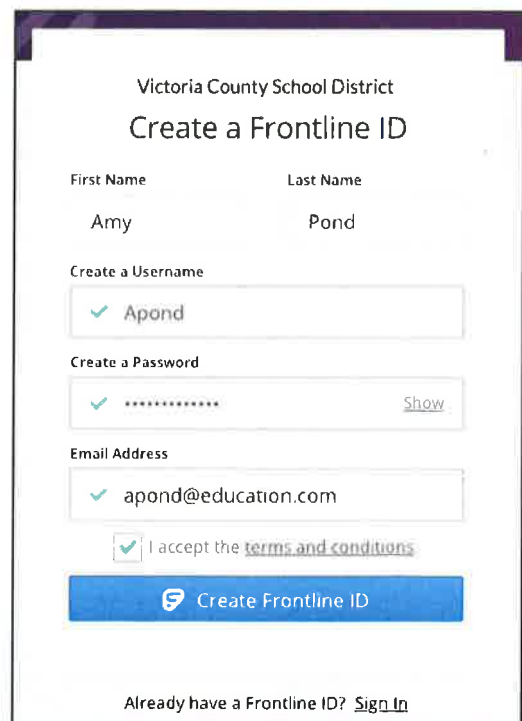 Victoria County School District
Create a Frontline ID
First Name Last Name
Amy Pond
Create a Username
Apond
Create a Password
••••••••••••• Show
Email Address
apond@education.com
I accept the terms and conditions
Create Frontline ID
Already have a Frontline ID? Sign In